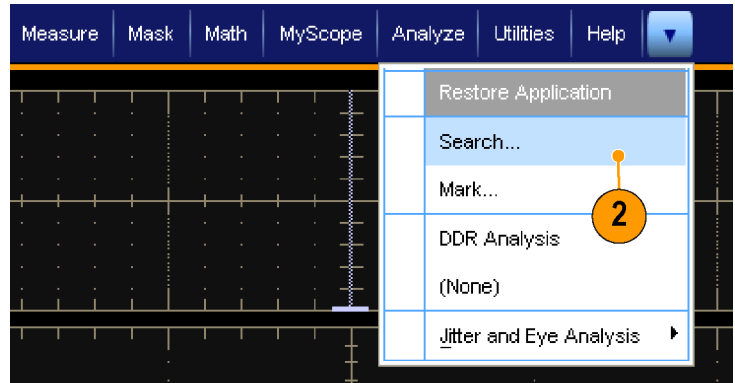 Measure Mask Math MyScope Analyze Utilities Help
Restore Application
Search...
Mark...
2
DDR Analysis
(None)
Jitter and Eye Analysis